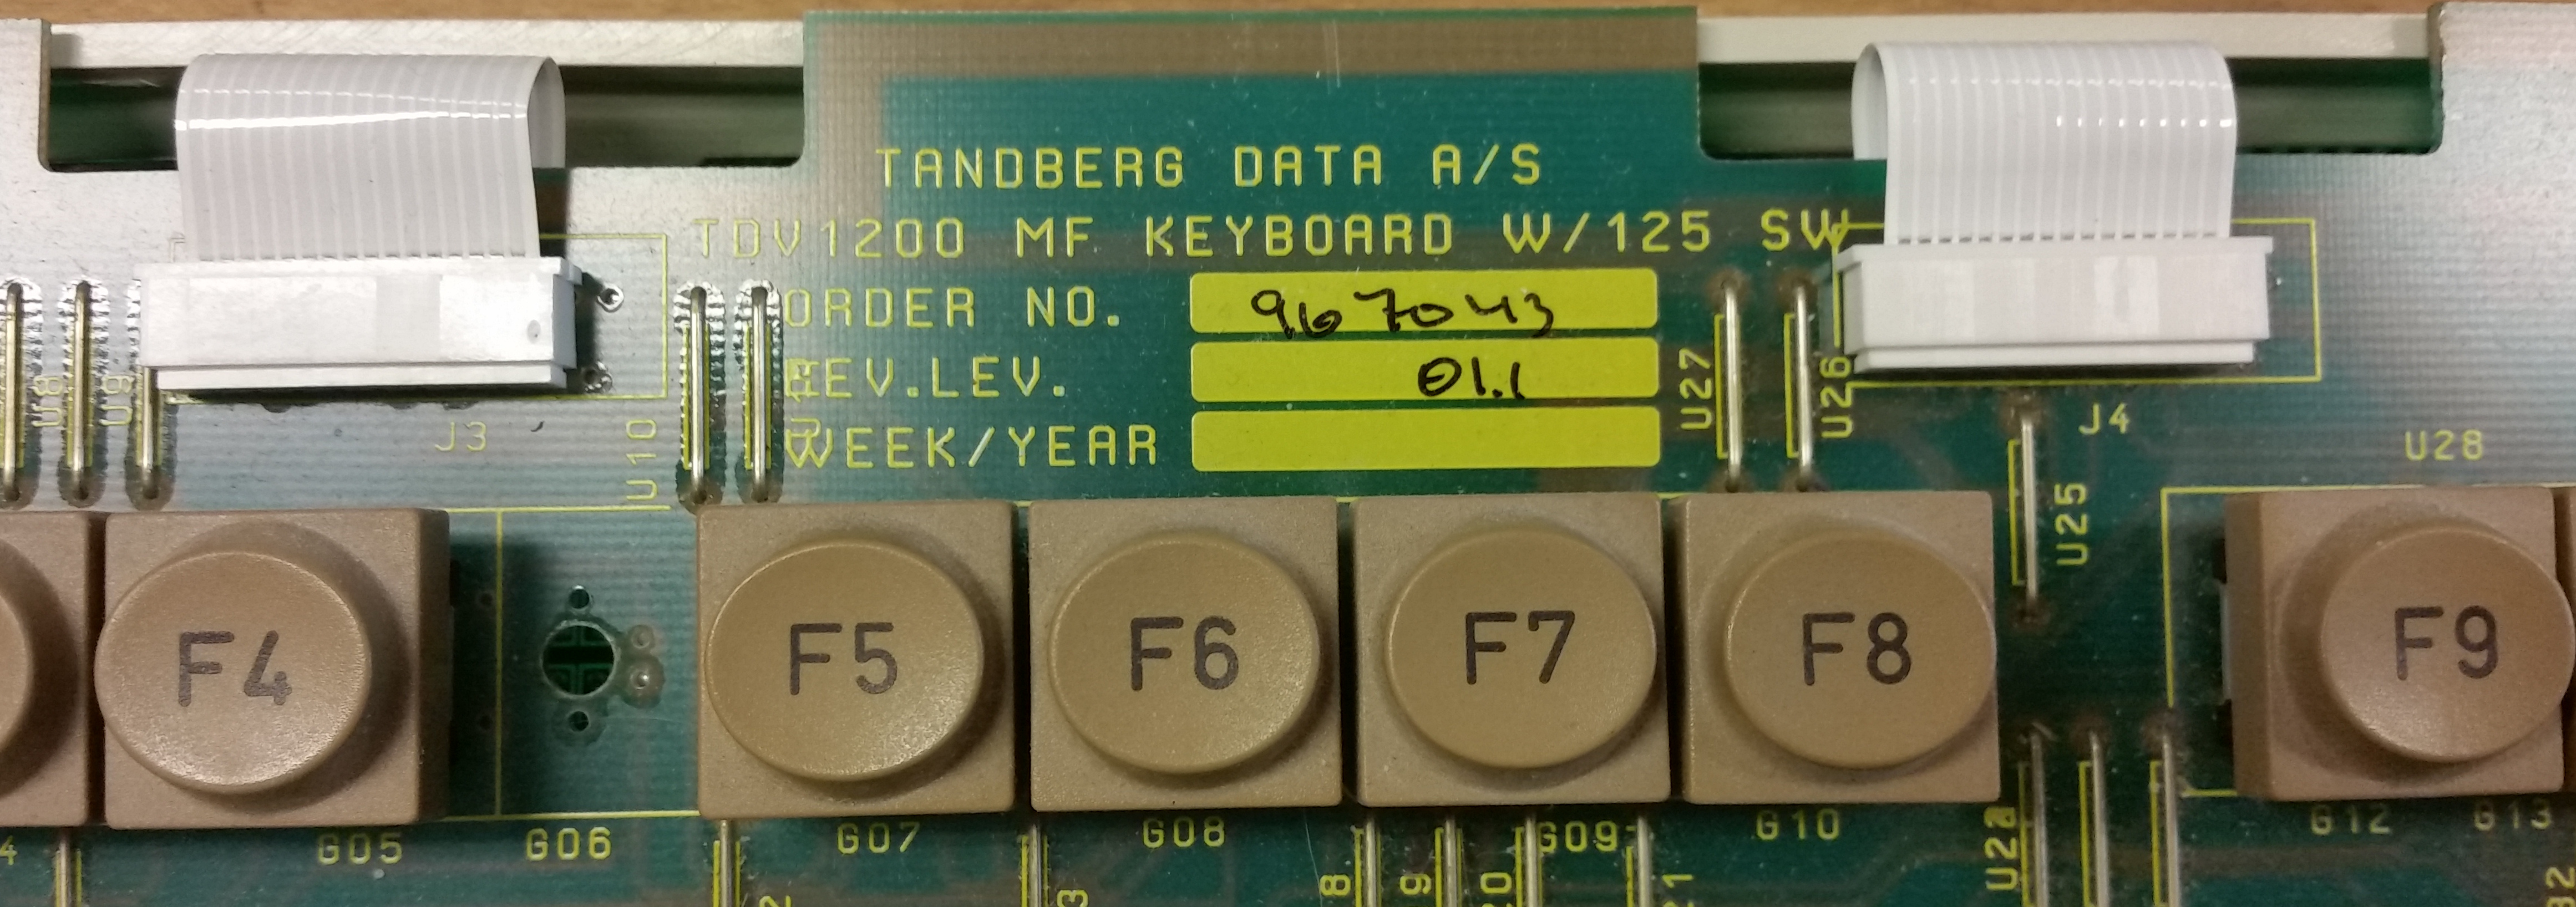 TANDBERG DATA A/S
TDV1200 MF KEYBOARD W/125 SW
ORDER NO. 967043
REV.LEV. 01.1
WEEK/YEAR
U8
U9
J3
U10
U27
U26
J4
U25
U28
F4
F5
F6
F7
F8
F9
G05
G06
G07
G08
G09
G10
G12
G13